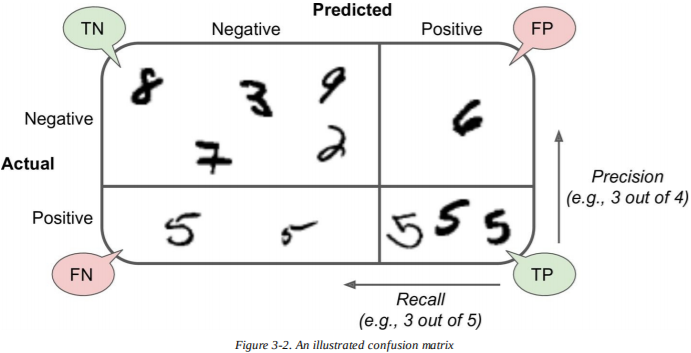 Predicted
TN
Negative
Positive
FP
8 3 9
Negative
6
7 2
Actual
Precision
(e.g., 3 out of 4)
Positive
5 5
5 5 5
FN
TP
Recall
(e.g., 3 out of 5)
Figure 3-2. An illustrated confusion matrix